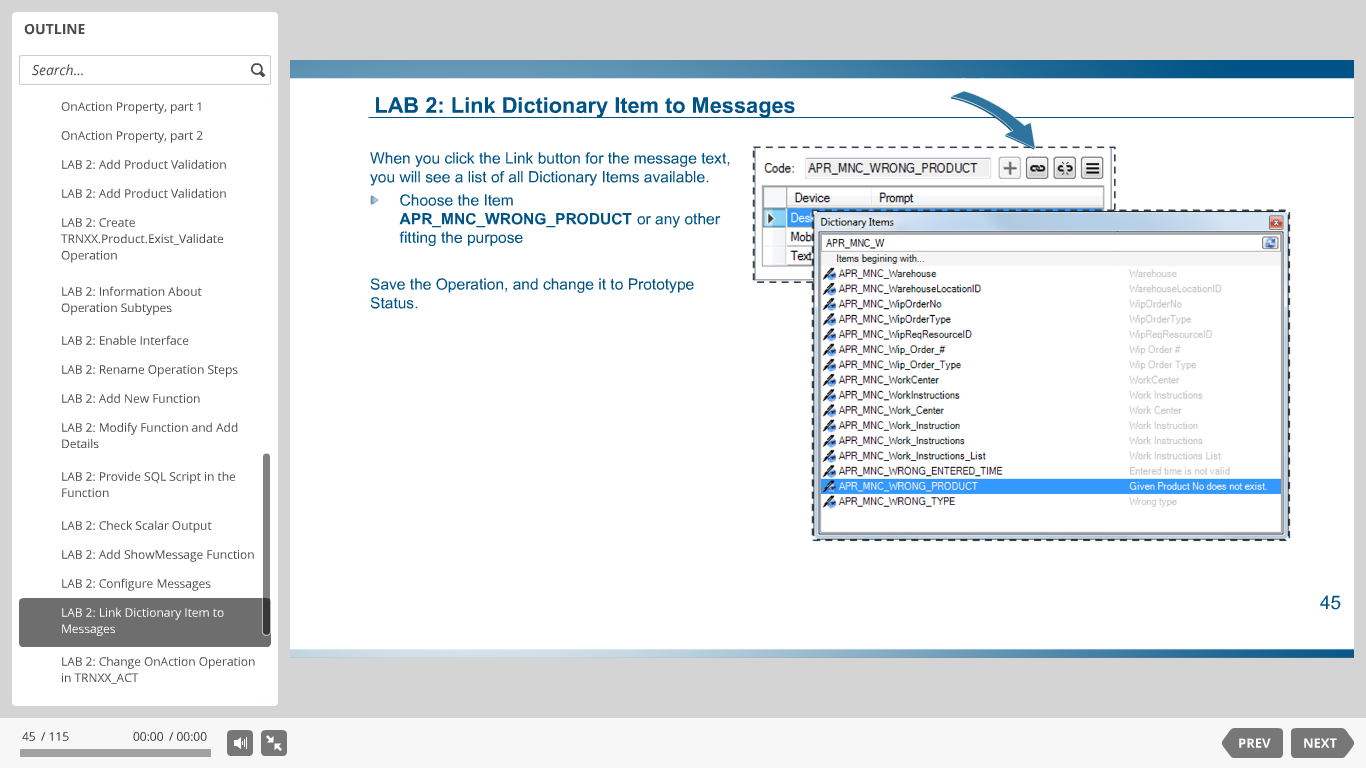 OUTLINE
Search...
OnAction Property, part 1
OnAction Property, part 2
LAB 2: Add Product Validation
LAB 2: Add Product Validation
LAB 2: Create
TRNXX.Product.Exist_Validate
Operation
LAB 2: Information About
Operation Subtypes
LAB 2: Enable Interface
LAB 2: Rename Operation Steps
LAB 2: Add New Function
LAB 2: Modify Function and Add
Details
LAB 2: Provide SQL Script in the
Function
LAB 2: Check Scalar Output
LAB 2: Add ShowMessage Function
LAB 2: Configure Messages
LAB 2: Link Dictionary Item to
Messages
LAB 2: Change OnAction Operation
in TRNXX_ACT
LAB 2: Link Dictionary Item to Messages
When you click the Link button for the message text,
you will see a list of all Dictionary Items available.
Choose the Item
APR_MNC_WRONG_PRODUCT or any other
fitting the purpose
Save the Operation, and change it to Prototype
Status.
Code: APR_MNC_WRONG_PRODUCT
Device Prompt
Desk
Mobi
Text
Dictionary Items
APR_MNC_W
Items begining with...
APR_MNC_Warehouse Warehouse
APR_MNC_WarehouseLocationID WarehouseLocationID
APR_MNC_WipOrderNo WipOrderNo
APR_MNC_WipOrderType WipOrderType
APR_MNC_WipReqResourceID WipReqResourceID
APR_MNC_Wip_Order_# Wip Order #
APR_MNC_Wip_Order_Type Wip Order Type
APR_MNC_WorkCenter WorkCenter
APR_MNC_WorkInstructions Work Instructions
APR_MNC_Work_Center Work Center
APR_MNC_Work_Instruction Work Instruction
APR_MNC_Work_Instructions Work Instructions
APR_MNC_Work_Instructions_List Work Instructions List
APR_MNC_WRONG_ENTERED_TIME Entered time is not valid
APR_MNC_WRONG_PRODUCT Given Product No does not exist.
APR_MNC_WRONG_TYPE Wrong type
45
45 / 115 00:00 / 00:00
PREV NEXT